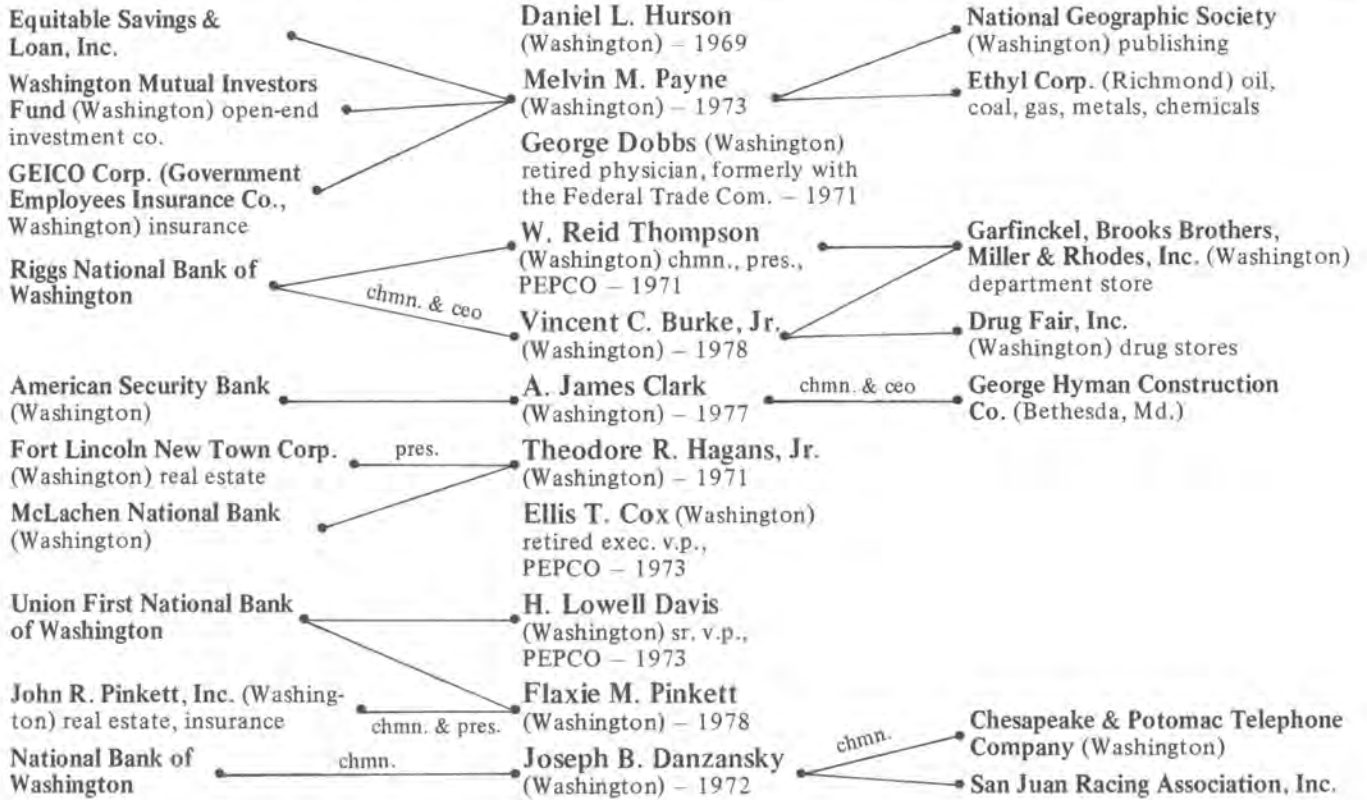 Equitable Savings &
Loan, Inc.
Washington Mutual Investors
Fund (Washington) open-end
investment co.
GEICO Corp. (Government
Employees Insurance Co.,
Washington) insurance
Riggs National Bank of
Washington
chmn. & ceo
American Security Bank
(Washington)
Fort Lincoln New Town Corp.
(Washington) real estate
pres.
McLachen National Bank
(Washington)
Union First National Bank
of Washington
John R. Pinkett, Inc. (Washing-
ton) real estate, insurance
chmn. & pres.
National Bank of
Washington
chmn.
Daniel L. Hurson
(Washington) – 1969
Melvin M. Payne
(Washington) – 1973
George Dobbs (Washington)
retired physician, formerly with
the Federal Trade Com. – 1971
W. Reid Thompson
(Washington) chmn., pres.,
PEPCO – 1971
Vincent C. Burke, Jr.
(Washington) – 1978
A. James Clark
(Washington) – 1977
Theodore R. Hagans, Jr.
(Washington) – 1971
Ellis T. Cox (Washington)
retired exec. v.p.,
PEPCO – 1973
H. Lowell Davis
(Washington) sr. v.p.,
PEPCO – 1973
Flaxie M. Pinkett
(Washington) – 1978
Joseph B. Danzansky
(Washington) – 1972
National Geographic Society
(Washington) publishing
Ethyl Corp. (Richmond) oil,
coal, gas, metals, chemicals
Garfinckel, Brooks Brothers,
Miller & Rhodes, Inc. (Washington)
department store
Drug Fair, Inc.
(Washington) drug stores
chmn. & ceo
George Hyman Construction
Co. (Bethesda, Md.)
chmn.
Chesapeake & Potomac Telephone
Company (Washington)
San Juan Racing Association, Inc.